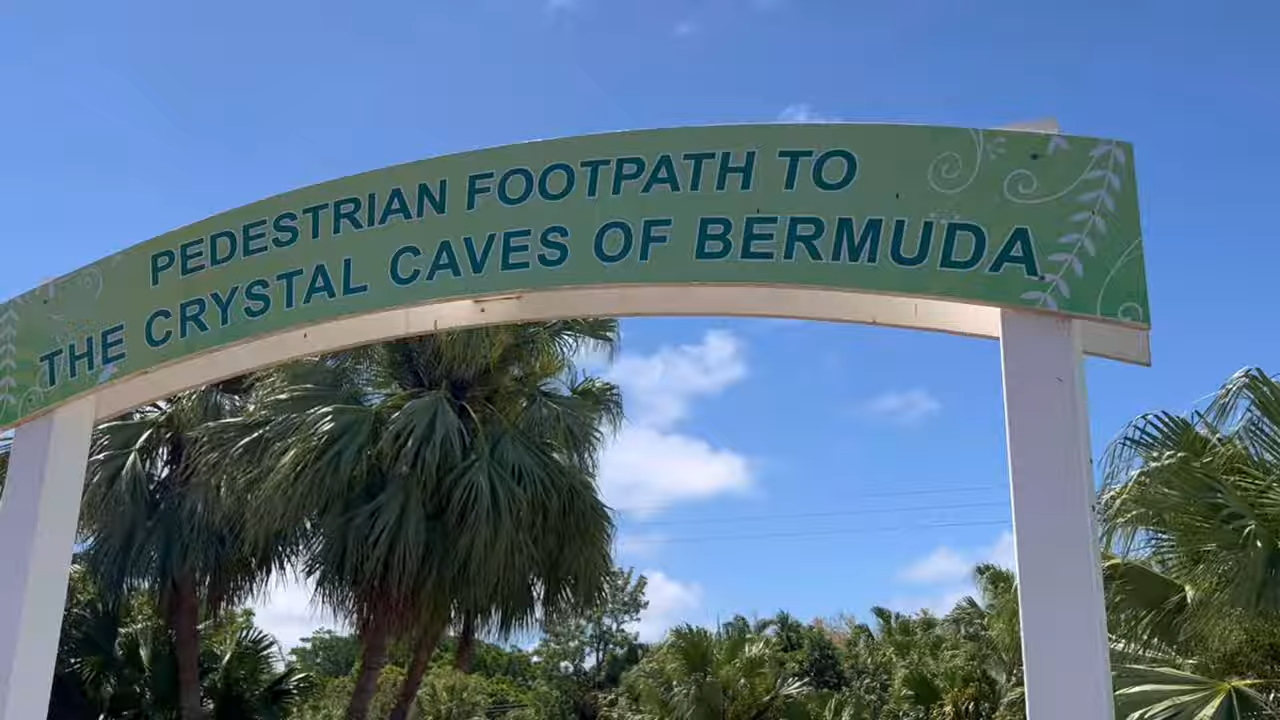 PEDESTRIAN FOOTPATH TO
THE CRYSTAL CAVES OF BERMUDA